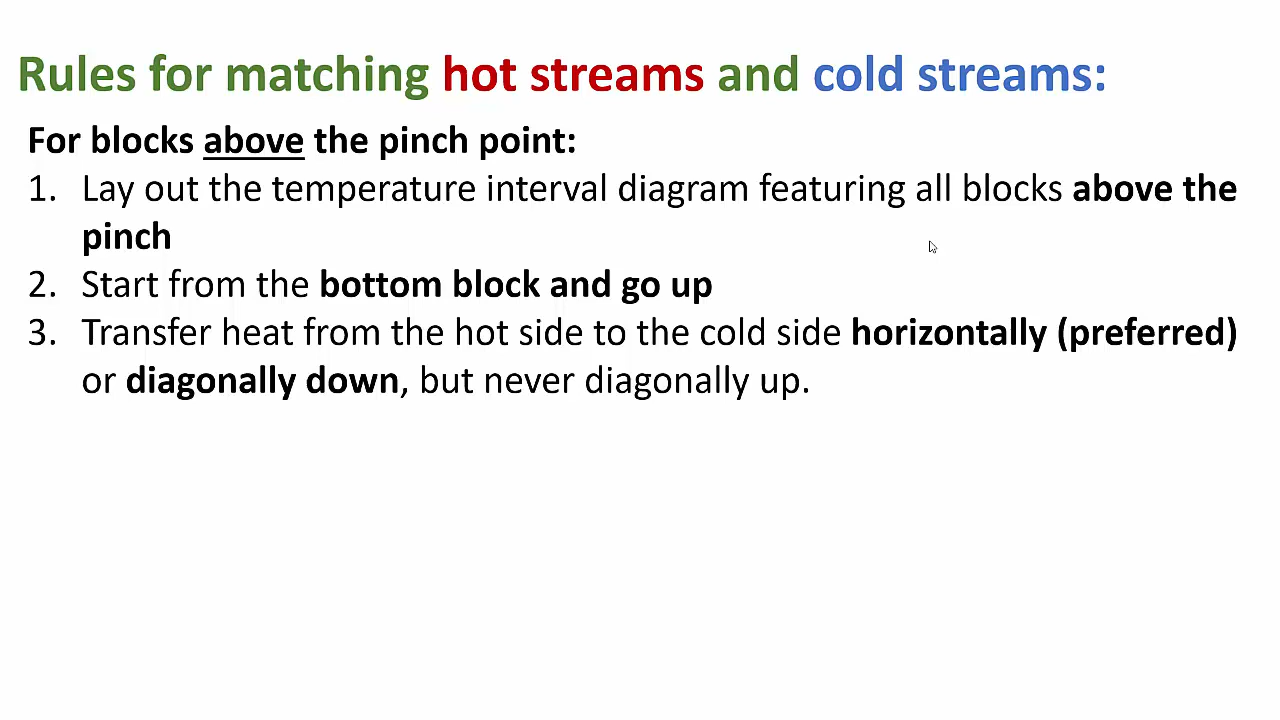 Rules for matching hot streams and cold streams:
For blocks above the pinch point:
1. Lay out the temperature interval diagram featuring all blocks above the
pinch
2. Start from the bottom block and go up
3. Transfer heat from the hot side to the cold side horizontally (preferred)
or diagonally down, but never diagonally up.